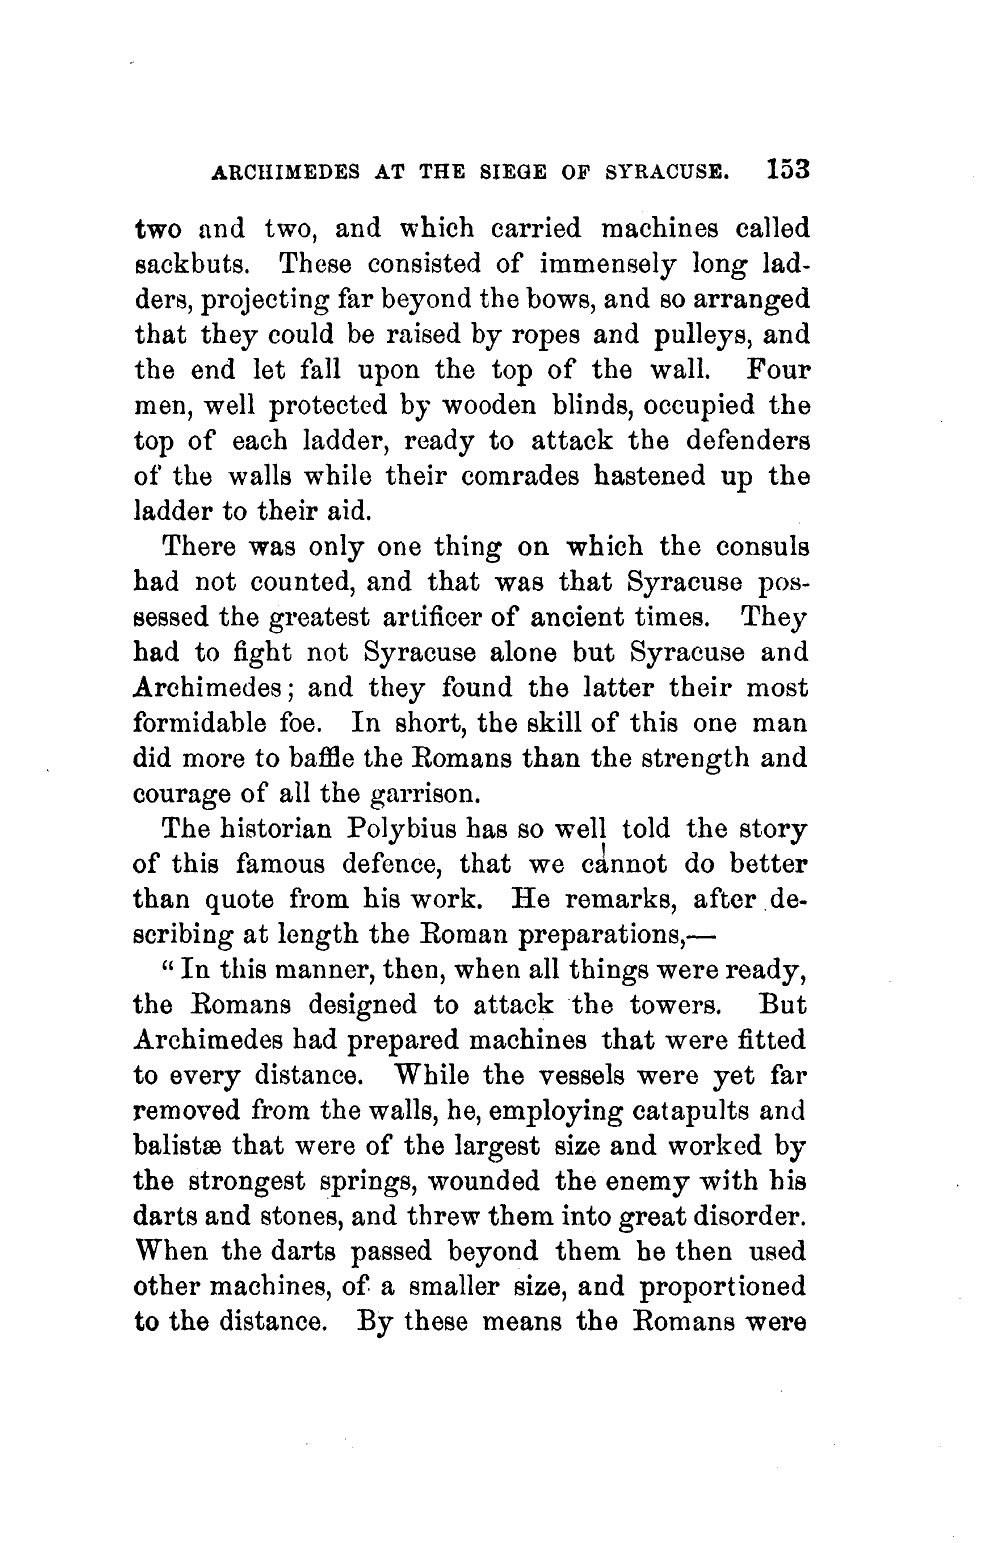 ARCHIMEDES AT THE SIEGE OF SYRACUSE. 153
two and two, and which carried machines called
sackbuts. These consisted of immensely long lad-
ders, projecting far beyond the bows, and so arranged
that they could be raised by ropes and pulleys, and
the end let fall upon the top of the wall. Four
men, well protected by wooden blinds, occupied the
top of each ladder, ready to attack the defenders
of the walls while their comrades hastened up the
ladder to their aid.
There was only one thing on which the consuls
had not counted, and that was that Syracuse pos-
sessed the greatest artificer of ancient times. They
had to fight not Syracuse alone but Syracuse and
Archimedes; and they found the latter their most
formidable foe. In short, the skill of this one man
did more to baffle the Romans than the strength and
courage of all the garrison.
The historian Polybius has so well told the story
of this famous defence, that we cannot do better
than quote from his work. He remarks, after de-
scribing at length the Roman preparations,—
“In this manner, then, when all things were ready,
the Romans designed to attack the towers. But
Archimedes had prepared machines that were fitted
to every distance. While the vessels were yet far
removed from the walls, he, employing catapults and
balistæ that were of the largest size and worked by
the strongest springs, wounded the enemy with his
darts and stones, and threw them into great disorder.
When the darts passed beyond them he then used
other machines, of a smaller size, and proportioned
to the distance. By these means the Romans were